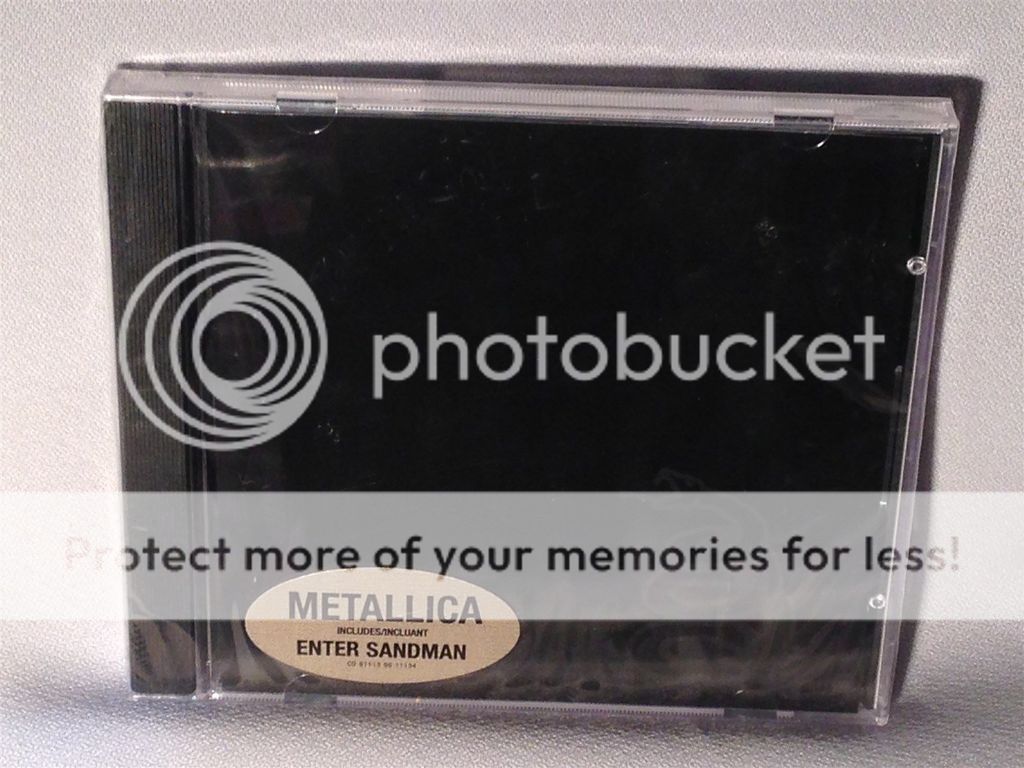 photobucket
Protect more of your memories for less!
METALLICA
INCLUDES/INCLUANT
ENTER SANDMAN